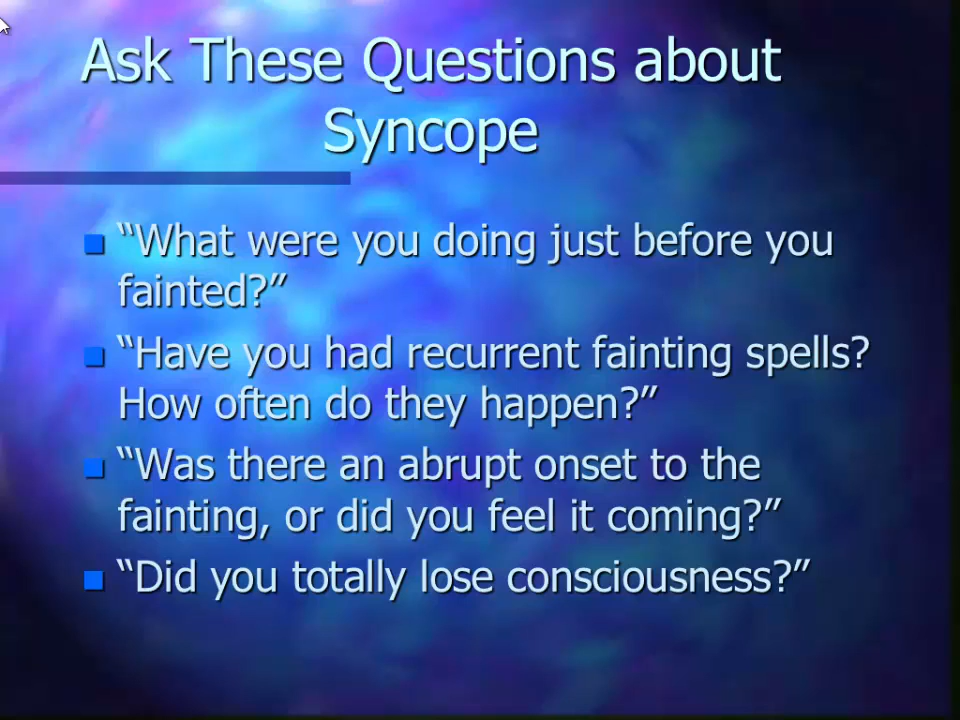 Ask These Questions about
Syncope
“What were you doing just before you
fainted?”
“Have you had recurrent fainting spells?
How often do they happen?”
“Was there an abrupt onset to the
fainting, or did you feel it coming?”
“Did you totally lose consciousness?”